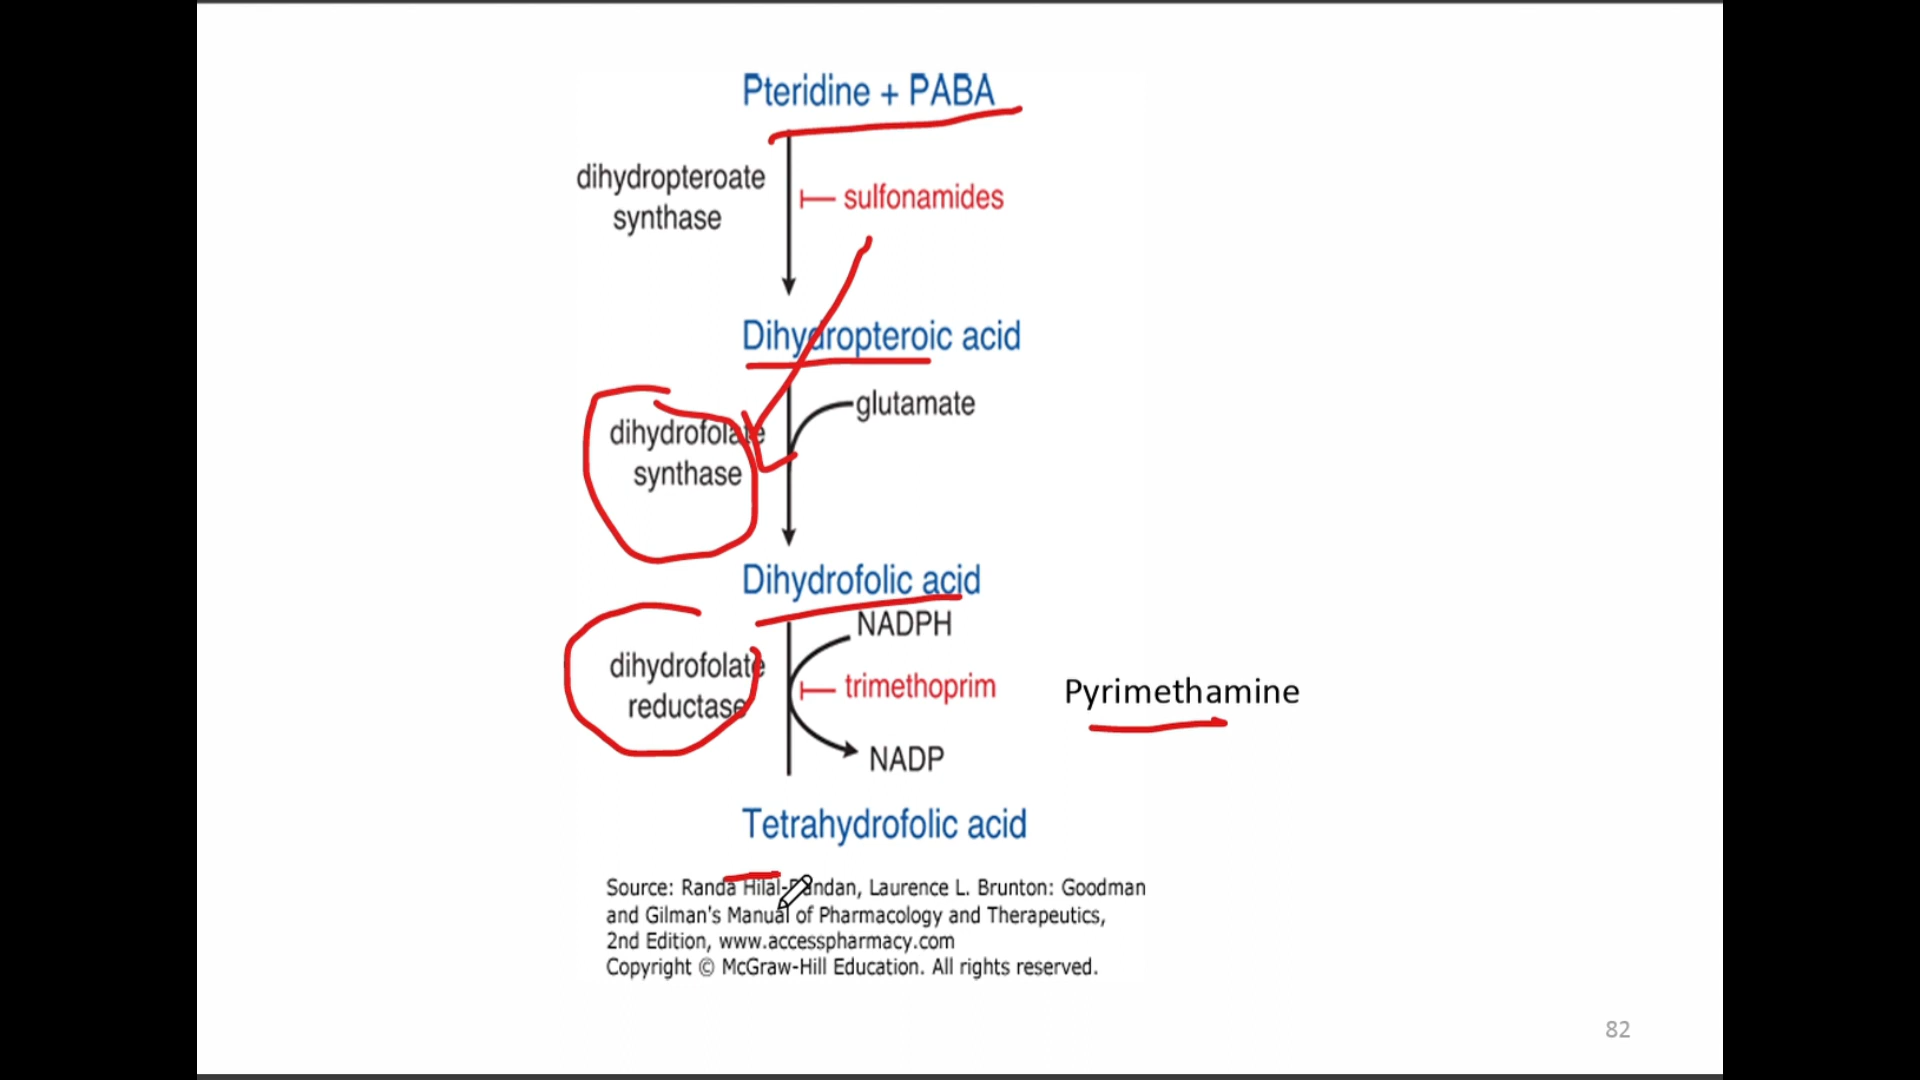 Pteridine + PABA
dihydropteroate
synthase
sulfonamides
Dihydropteroic acid
glutamate
dihydrofolate
synthase
Dihydrofolic acid
NADPH
dihydrofolate
reductase
trimethoprim
Pyrimethamine
NADP
Tetrahydrofolic acid
Source: Randa Hilal-Dandan, Laurence L. Brunton: Goodman
and Gilman's Manual of Pharmacology and Therapeutics,
2nd Edition, www.accesspharmacy.com
Copyright © McGraw-Hill Education. All rights reserved.
82